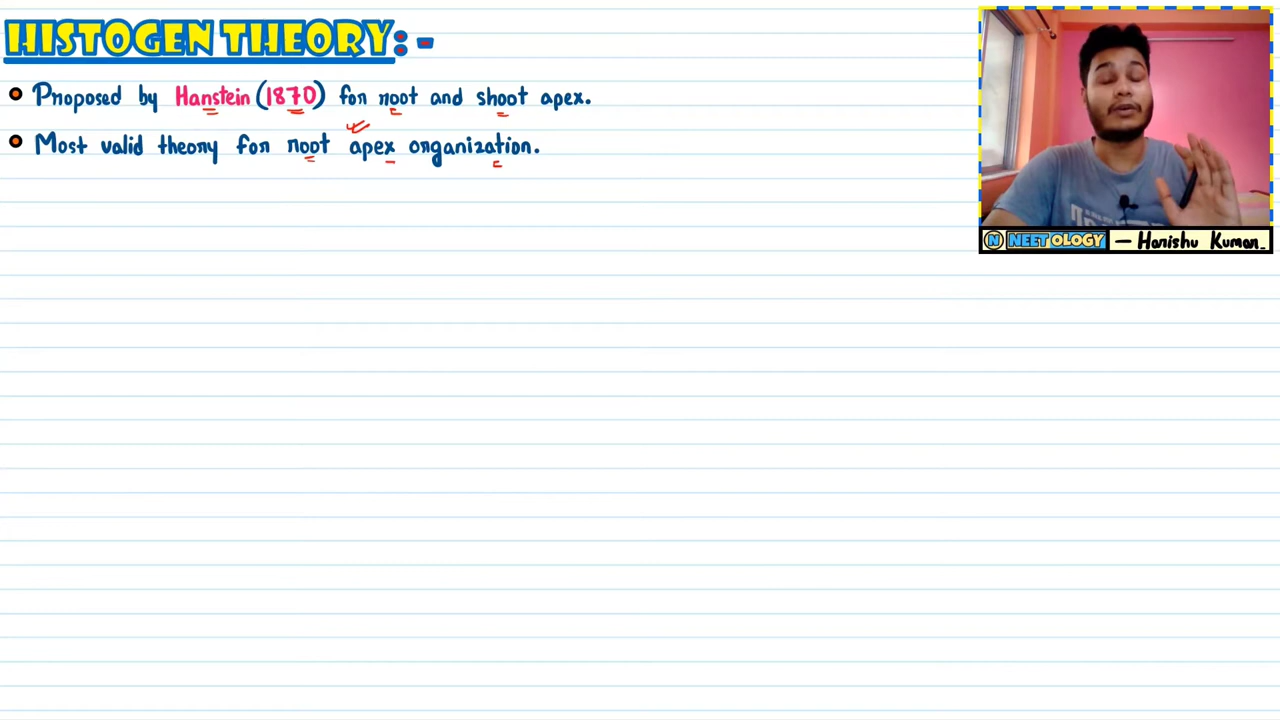 HISTOGEN THEORY:-
• Proposed by Hanstein (1870) for root and shoot apex.
• Most valid theory for root apex organization.
N NEETOLOGY — Harishu Kumar